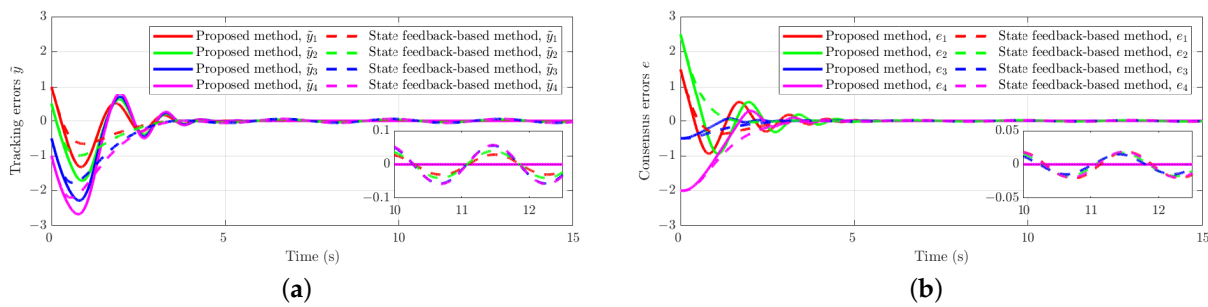 3
2
1
0
−1
−2
−3
Tracking errors ỹ
Proposed method, ỹ₁ State feedback-based method, ỹ₁
Proposed method, ỹ₂ State feedback-based method, ỹ₂
Proposed method, ỹ₃ State feedback-based method, ỹ₃
Proposed method, ỹ₄ State feedback-based method, ỹ₄
0.1
0
−0.1
10 11 12
0 5 10 15
Time (s)
(a)
3
2
1
0
−1
−2
−3
Consensus errors e
Proposed method, e₁ State feedback-based method, e₁
Proposed method, e₂ State feedback-based method, e₂
Proposed method, e₃ State feedback-based method, e₃
Proposed method, e₄ State feedback-based method, e₄
0.05
0
−0.05
10 11 12
0 5 10 15
Time (s)
(b)